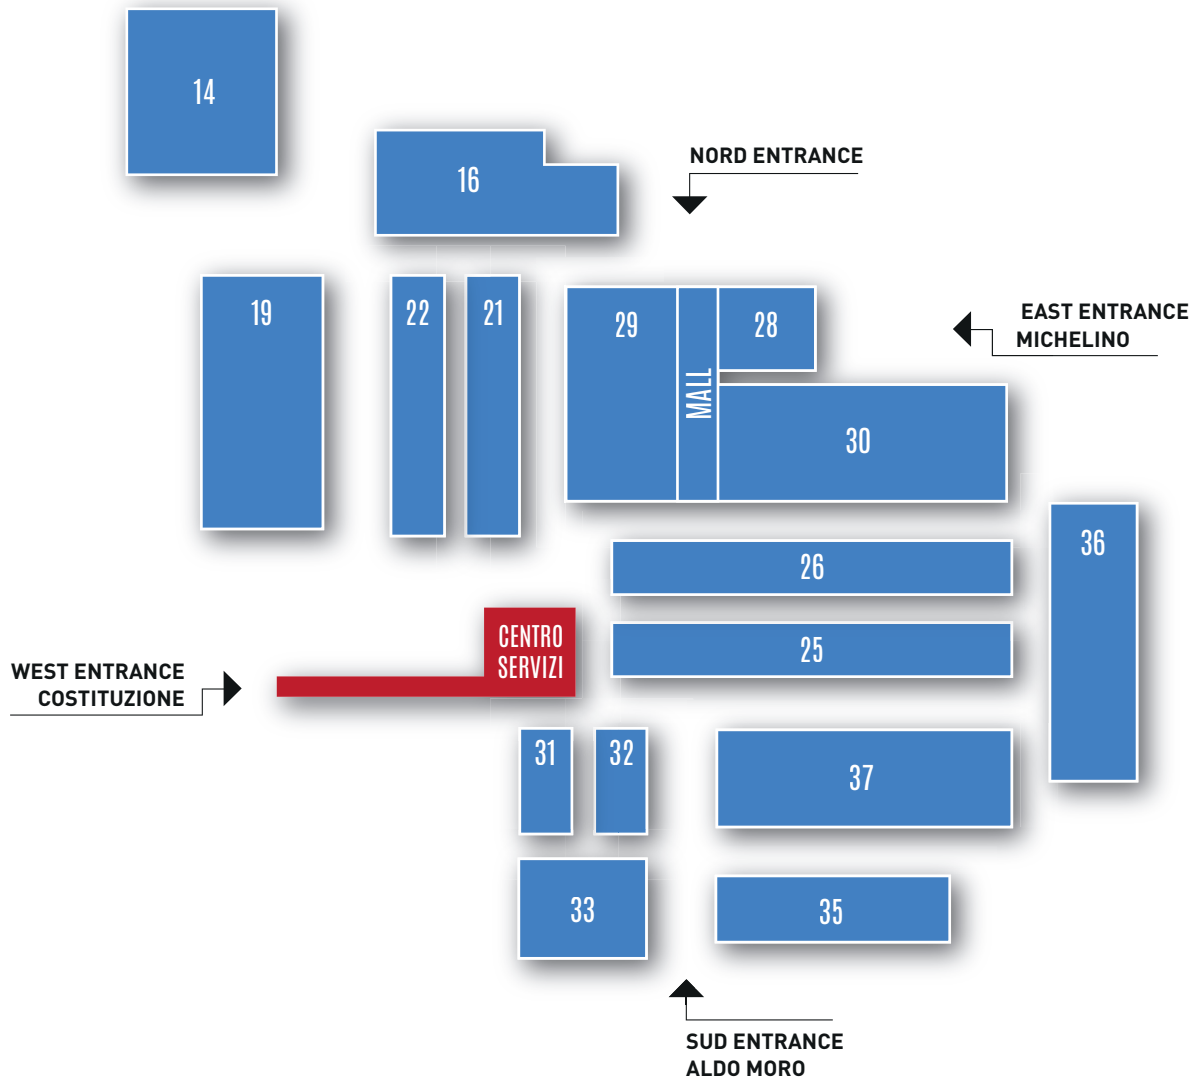 14
16
NORD ENTRANCE
19
22
21
29
MALL
28
EAST ENTRANCE
MICHELINO
30
36
26
25
CENTRO
SERVIZI
WEST ENTRANCE
COSTITUZIONE
31
32
37
33
35
SUD ENTRANCE
ALDO MORO